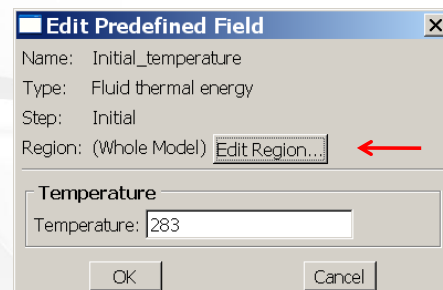 Edit Predefined Field
Name: Initial_temperature
Type: Fluid thermal energy
Step: Initial
Region: (Whole Model) Edit Region...
Temperature
Temperature: 283
OK Cancel